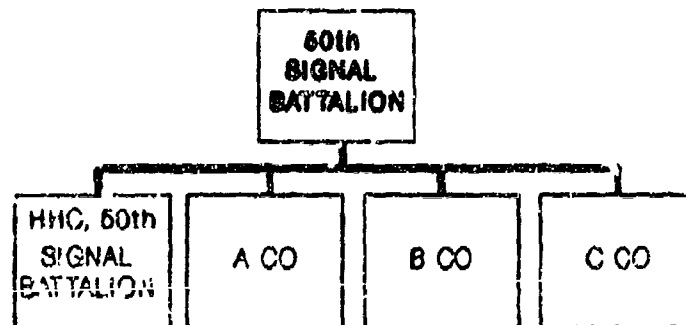 50th
SIGNAL
BATTALION
HHC, 50th
SIGNAL
BATTALION
A CO
B CO
C CO